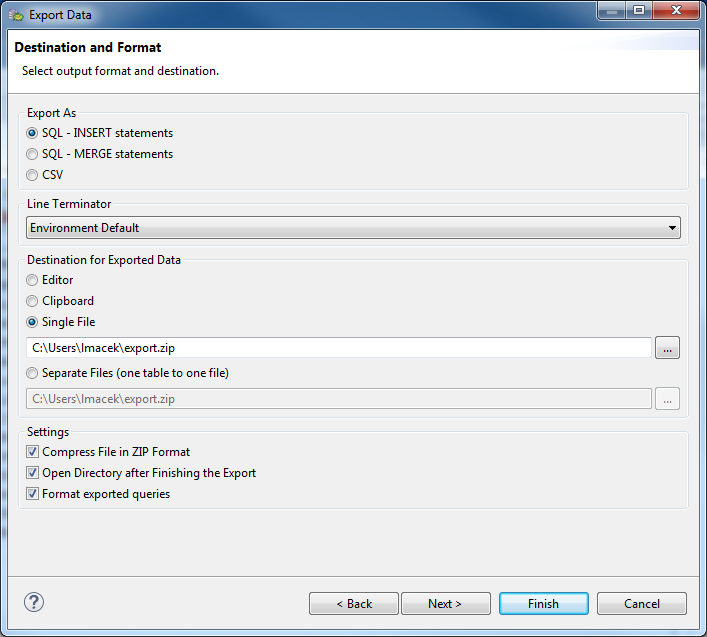 Export Data
Destination and Format
Select output format and destination.
Export As
SQL - INSERT statements
SQL - MERGE statements
CSV
Line Terminator
Environment Default
Destination for Exported Data
Editor
Clipboard
Single File
C:\Users\lmacek\export.zip
...
Separate Files (one table to one file)
C:\Users\lmacek\export.zip
...
Settings
Compress File in ZIP Format
Open Directory after Finishing the Export
Format exported queries
?
< Back
Next >
Finish
Cancel